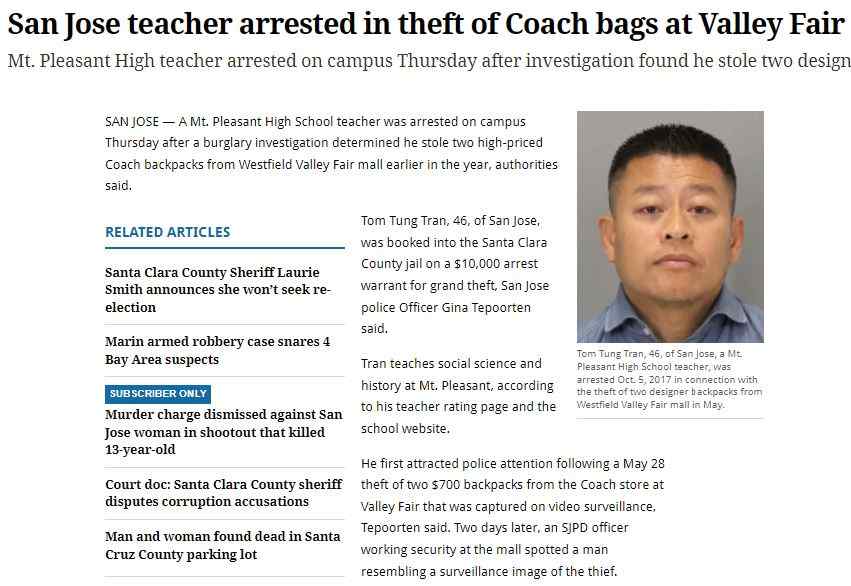 San Jose teacher arrested in theft of Coach bags at Valley Fair
Mt. Pleasant High teacher arrested on campus Thursday after investigation found he stole two design
SAN JOSE — A Mt. Pleasant High School teacher was arrested on campus
Thursday after a burglary investigation determined he stole two high-priced
Coach backpacks from Westfield Valley Fair mall earlier in the year, authorities
said.
RELATED ARTICLES
Santa Clara County Sheriff Laurie
Smith announces she won’t seek re-
election
Marin armed robbery case snares 4
Bay Area suspects
SUBSCRIBER ONLY
Murder charge dismissed against San
Jose woman in shootout that killed
13-year-old
Court doc: Santa Clara County sheriff
disputes corruption accusations
Man and woman found dead in Santa
Cruz County parking lot
Tom Tung Tran, 46, of San Jose,
was booked into the Santa Clara
County jail on a $10,000 arrest
warrant for grand theft, San Jose
police Officer Gina Tepoorten
said.
Tran teaches social science and
history at Mt. Pleasant, according
to his teacher rating page and the
school website.
He first attracted police attention following a May 28
theft of two $700 backpacks from the Coach store at
Valley Fair that was captured on video surveillance,
Tepoorten said. Two days later, an SJPD officer
working security at the mall spotted a man
resembling a surveillance image of the thief.
Tom Tung Tran, 46, of San Jose, a Mt.
Pleasant High School teacher, was
arrested Oct. 5, 2017 in connection with
the theft of two designer backpacks from
Westfield Valley Fair mall in May.